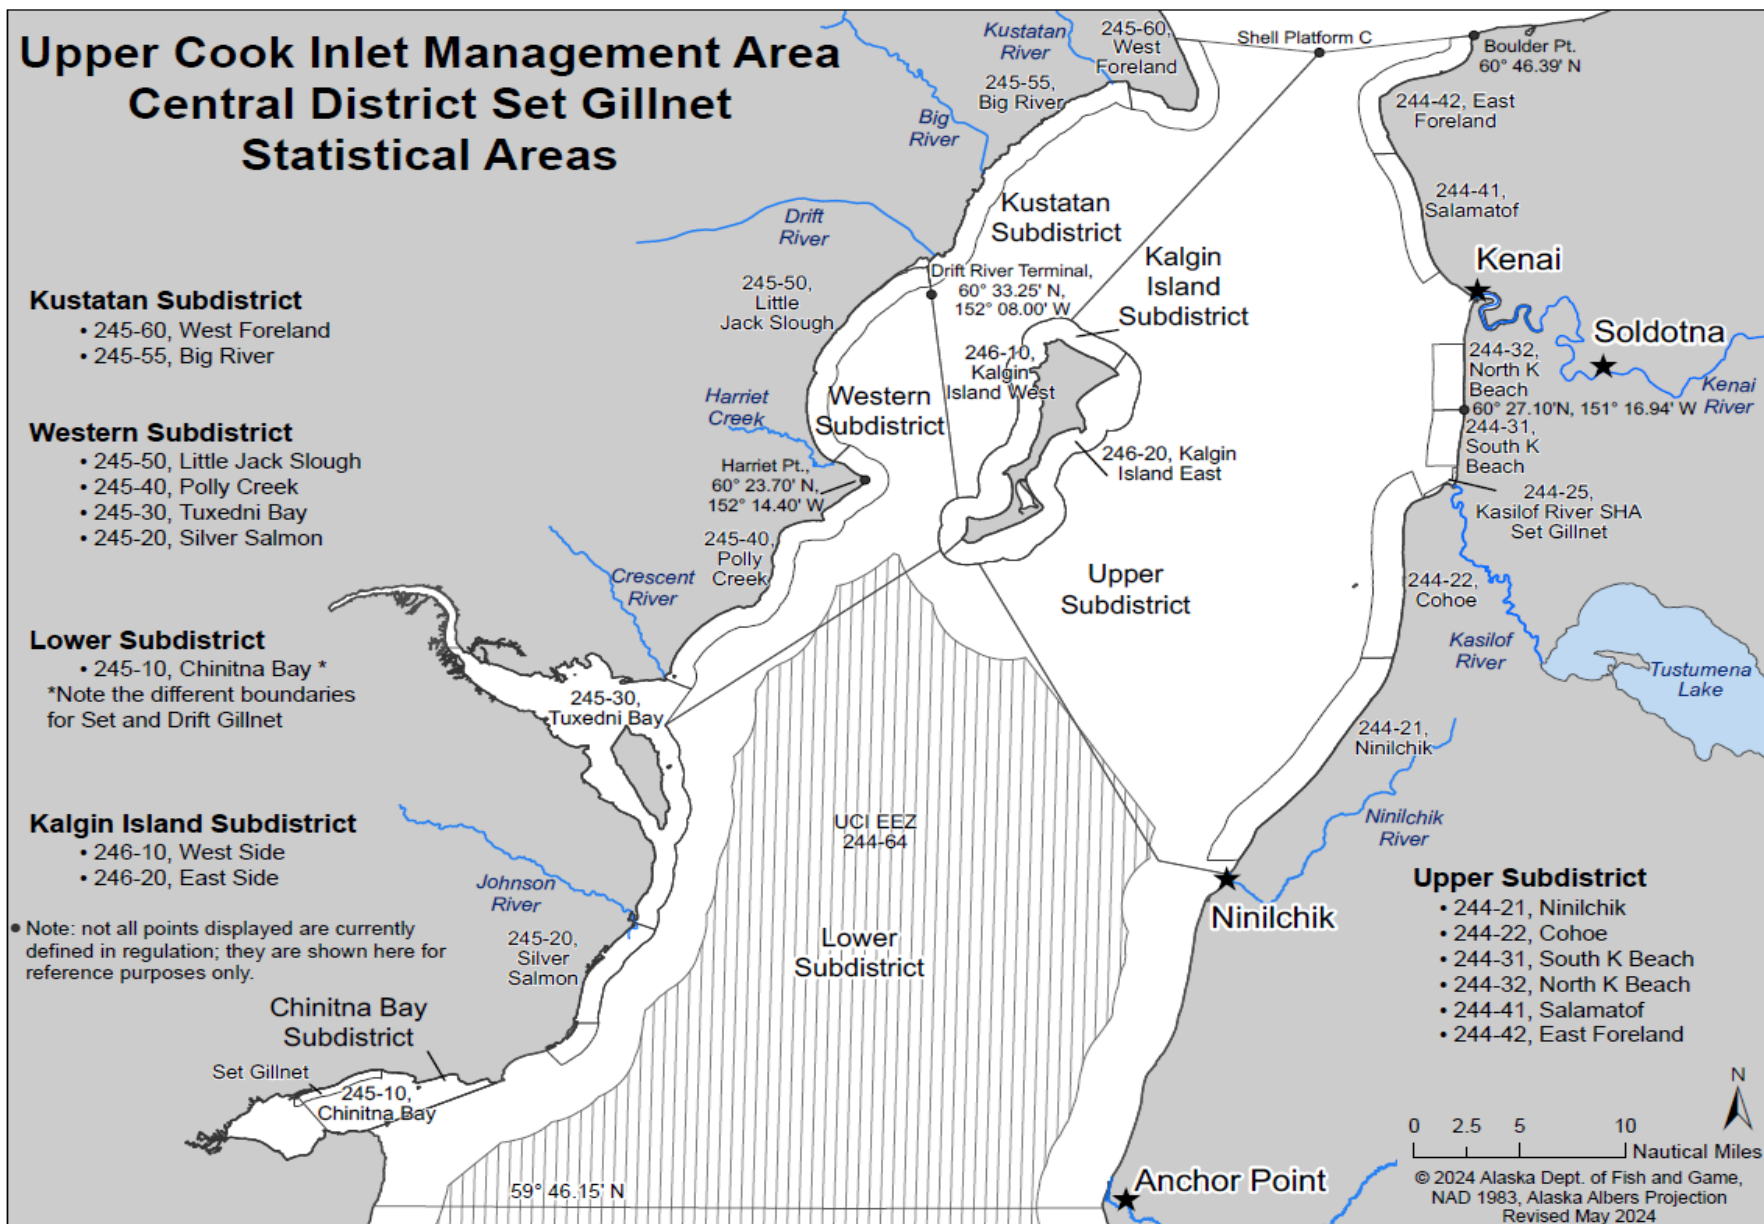 Upper Cook Inlet Management Area
Central District Set Gillnet
Statistical Areas
Kustatan Subdistrict
• 245-60, West Foreland
• 245-55, Big River
Western Subdistrict
• 245-50, Little Jack Slough
• 245-40, Polly Creek
• 245-30, Tuxedni Bay
• 245-20, Silver Salmon
Lower Subdistrict
• 245-10, Chinitna Bay *
*Note the different boundaries
for Set and Drift Gillnet
Kalgin Island Subdistrict
• 246-10, West Side
• 246-20, East Side
• Note: not all points displayed are currently
defined in regulation; they are shown here for
reference purposes only.
Kustatan
River
245-60,
West
Foreland
Shell Platform C
Boulder Pt.
60° 46.39' N
245-55,
Big River
Big
River
244-42, East
Foreland
244-41,
Salamatof
Drift
River
Kustatan
Subdistrict
Kalgin
Island
Subdistrict
Kenai
Drift River Terminal,
60° 33.25' N,
152° 08.00' W
245-50,
Little
Jack Slough
Soldotna
246-10,
Kalgin
Island West
244-32,
North K
Beach
Kenai
River
Harriet
Creek
Western
Subdistrict
60° 27.10'N, 151° 16.94' W
244-31,
South K
Beach
246-20, Kalgin
Island East
Harriet Pt.,
60° 23.70' N,
152° 14.40' W
244-25,
Kasilof River SHA
Set Gillnet
245-40,
Polly
Creek
Crescent
River
Upper
Subdistrict
244-22,
Cohoe
Kasilof
River
Tustumena
Lake
245-30,
Tuxedni Bay
244-21,
Ninilchik
UCI EEZ
244-64
Ninilchik
River
Johnson
River
Ninilchik
245-20,
Silver
Salmon
Lower
Subdistrict
Chinitna Bay
Subdistrict
Set Gillnet
245-10,
Chinitna Bay
59° 46.15' N
Anchor Point
Upper Subdistrict
• 244-21, Ninilchik
• 244-22, Cohoe
• 244-31, South K Beach
• 244-32, North K Beach
• 244-41, Salamatof
• 244-42, East Foreland
N
0 2.5 5 10
Nautical Miles
© 2024 Alaska Dept. of Fish and Game,
NAD 1983, Alaska Albers Projection
Revised May 2024